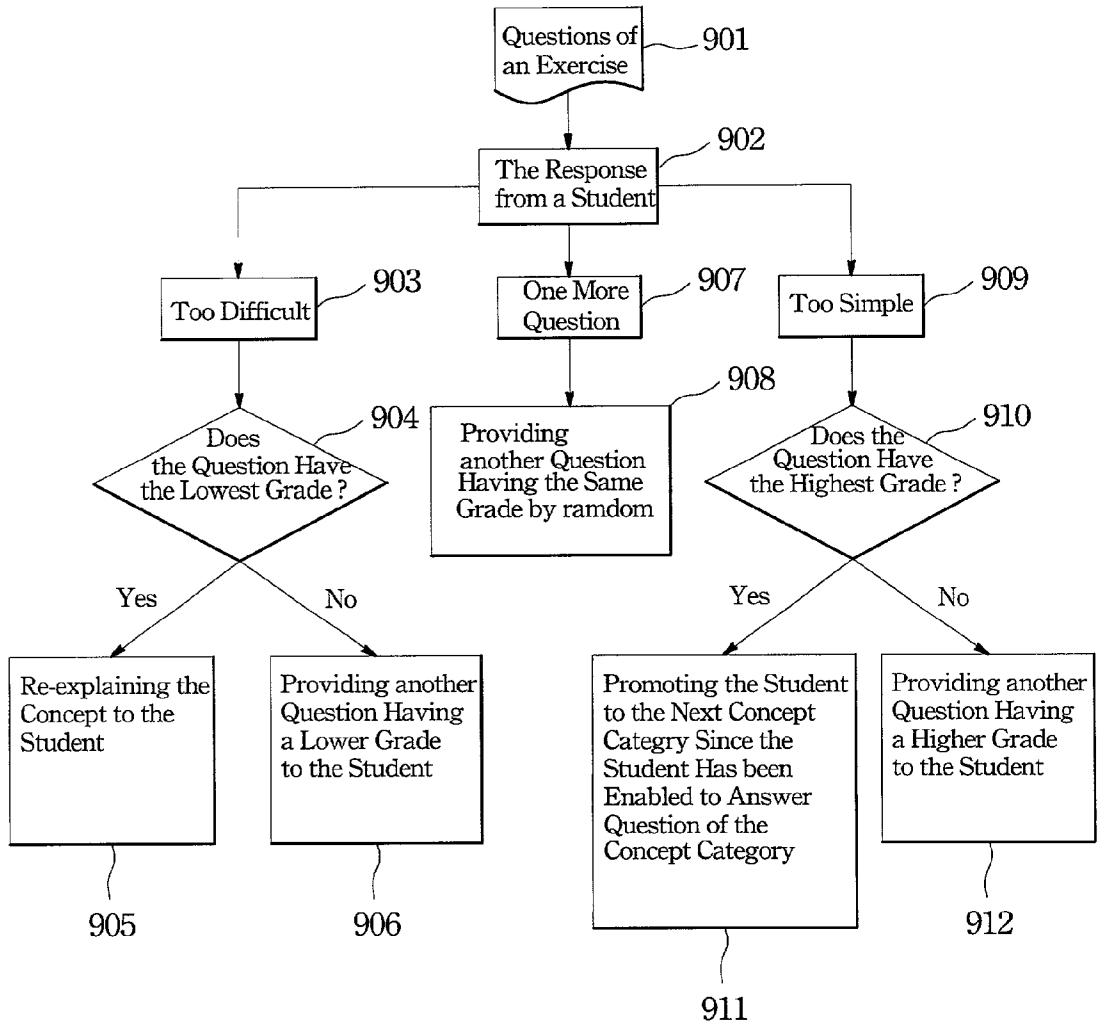 Questions of
an Exercise
901
The Response
from a Student
902
Too Difficult
903
One More
Question
907
Too Simple
909
Does
the Question Have
the Lowest Grade ?
904
Providing
another Question
Having the Same
Grade by ramdom
908
Does the
Question Have
the Highest Grade ?
910
Yes
No
Yes
No
Re-explaining the
Concept to the
Student
905
Providing another
Question Having
a Lower Grade
to the Student
906
Promoting the Student
to the Next Concept
Categry Since the
Student Has been
Enabled to Answer
Question of the
Concept Category
911
Providing another
Question Having
a Higher Grade
to the Student
912